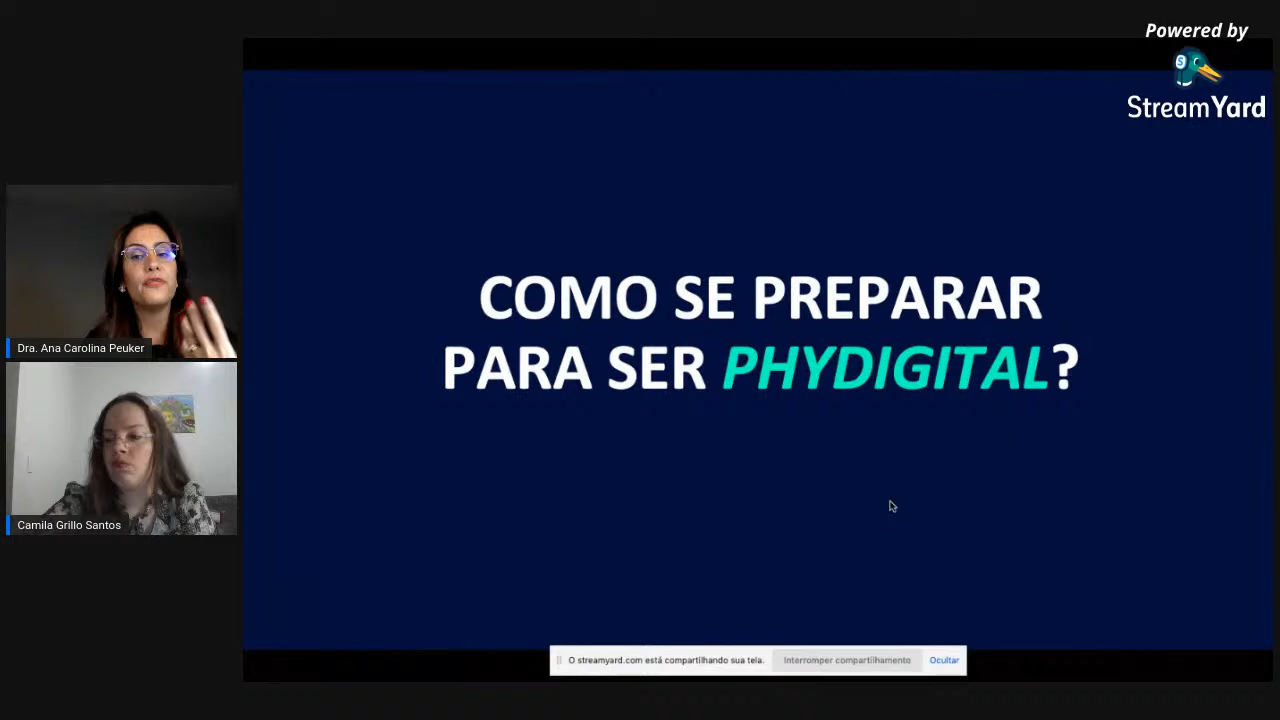 Powered by
StreamYard
COMO SE PREPARAR
PARA SER PHYDIGITAL?
Dra. Ana Carolina Peuker
Camila Grillo Santos
O streamyard.com está compartilhando sua tela. Interromper compartilhamento Ocultar